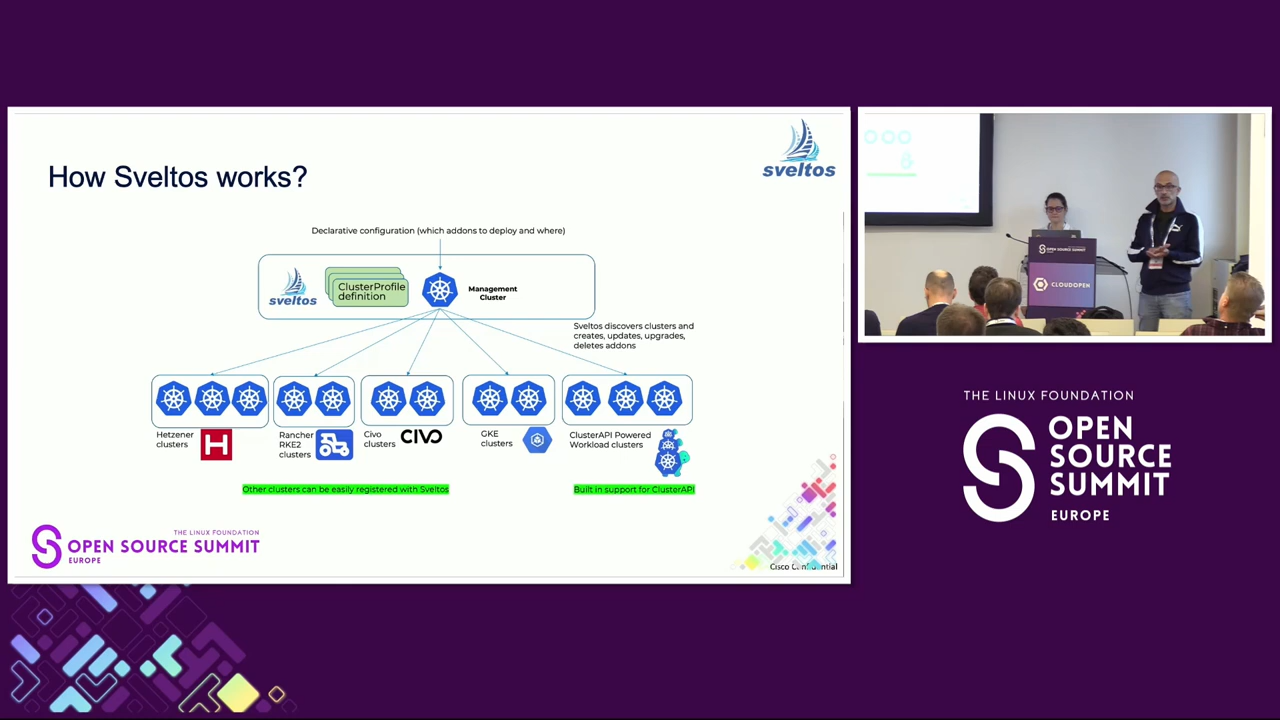 How Sveltos works?
sveltos
Declarative configuration (which addons to deploy and where)
sveltos
ClusterProfile
definition
Management
Cluster
Sveltos discovers clusters and
creates, updates, upgrades,
deletes addons
Hetzener
clusters
H
Rancher
RKE2
clusters
Civo
clusters
CIVO
GKE
clusters
ClusterAPI Powered
Workload clusters
Other clusters can be easily registered with Sveltos
Built in support for ClusterAPI
THE LINUX FOUNDATION
OPEN SOURCE SUMMIT
EUROPE
Cisco Confidential
OPEN SOURCE SUMMIT
CLOUDOPEN
THE LINUX FOUNDATION
OPEN
SOURCE
SUMMIT
EUROPE